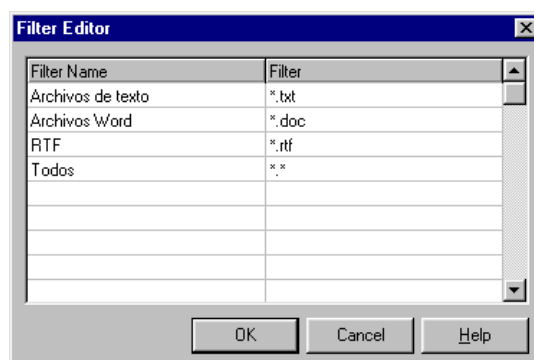 Filter Editor
Filter Name Filter
Archivos de texto *.txt
Archivos Word *.doc
RTF *.rtf
Todos *.*
OK Cancel Help